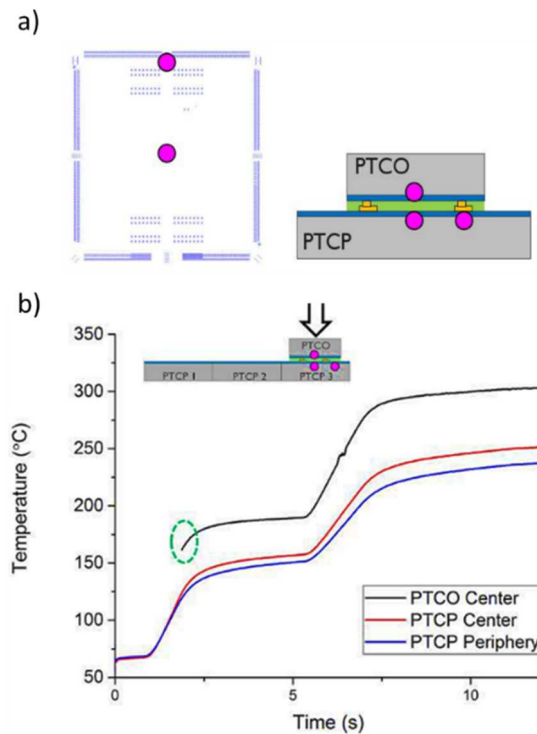 a)
PTCO
PTCP
b)
350
300
250
200
150
100
50
Temperature (°C)
PTCO
PTCP 1 PTCP 2 PTCP 3
PTCO Center
PTCP Center
PTCP Periphery
0 5 10
Time (s)